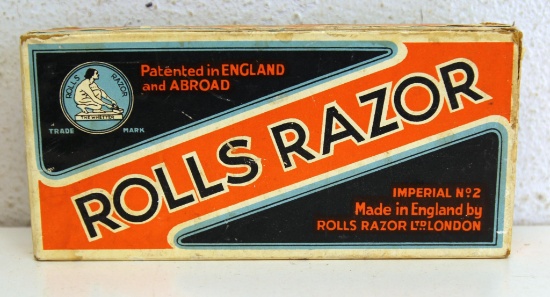 ROLLS RAZOR
THE WHETTER
TRADE MARK
Patented in ENGLAND
and ABROAD
ROLLS RAZOR
IMPERIAL Nº2
Made in England by
ROLLS RAZOR LTD LONDON